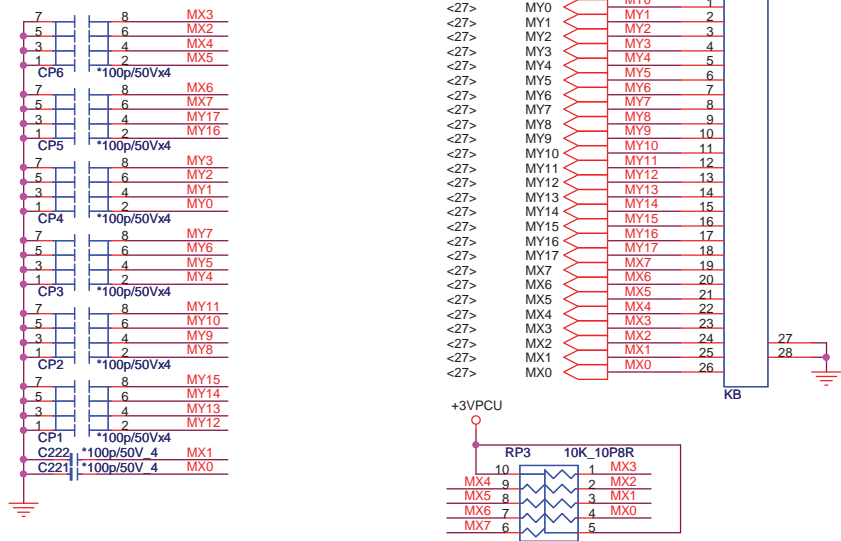 7 8 MX3
5 6 MX2
3 4 MX4
1 2 MX5
CP6 *100p/50Vx4
7 8 MX6
5 6 MX7
3 4 MY17
1 2 MY16
CP5 *100p/50Vx4
7 8 MY3
5 6 MY2
3 4 MY1
1 2 MY0
CP4 *100p/50Vx4
7 8 MY7
5 6 MY6
3 4 MY5
1 2 MY4
CP3 *100p/50Vx4
7 8 MY11
5 6 MY10
3 4 MY9
1 2 MY8
CP2 *100p/50Vx4
7 8 MY15
5 6 MY14
3 4 MY13
1 2 MY12
CP1 *100p/50Vx4
C222 *100p/50V_4 MX1
C221 *100p/50V_4 MX0
<27> MY0 MY0 1
<27> MY1 MY1 2
<27> MY2 MY2 3
<27> MY3 MY3 4
<27> MY4 MY4 5
<27> MY5 MY5 6
<27> MY6 MY6 7
<27> MY7 MY7 8
<27> MY8 MY8 9
<27> MY9 MY9 10
<27> MY10 MY10 11
<27> MY11 MY11 12
<27> MY12 MY12 13
<27> MY13 MY13 14
<27> MY14 MY14 15
<27> MY15 MY15 16
<27> MY16 MY16 17
<27> MY17 MY17 18
<27> MX7 MX7 19
<27> MX6 MX6 20
<27> MX5 MX5 21
<27> MX4 MX4 22
<27> MX3 MX3 23
<27> MX2 MX2 24 27
<27> MX1 MX1 25 28
<27> MX0 MX0 26
KB
+3VPCU
RP3 10K_10P8R
10 1 MX3
MX4 9 2 MX2
MX5 8 3 MX1
MX6 7 4 MX0
MX7 6 5